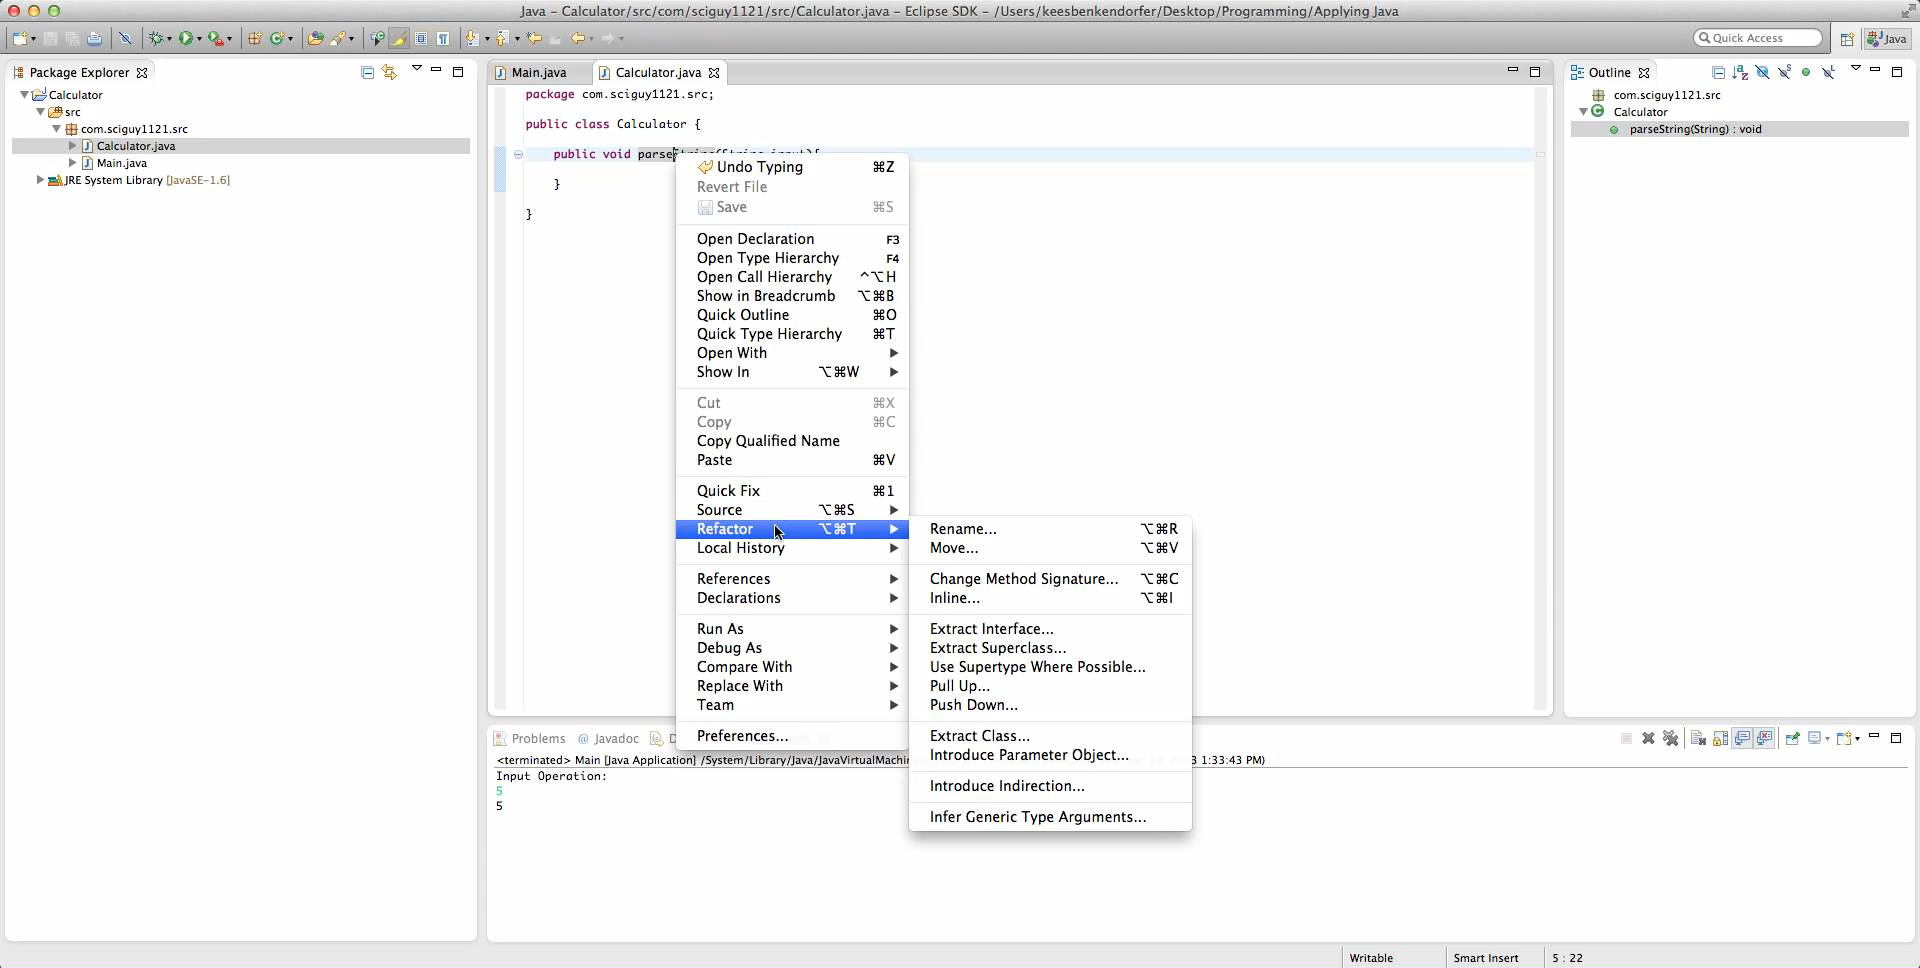 Java - Calculator/src/com/sciguy1121/src/Calculator.java - Eclipse SDK - /Users/keesbenkendorfer/Desktop/Programming/Applying Java
Quick Access
Java
Package Explorer
Calculator
src
com.sciguy1121.src
Calculator.java
Main.java
JRE System Library [JavaSE-1.6]
Main.java
Calculator.java
package com.sciguy1121.src;
public class Calculator {
public void parseString(String input){
}
}
Undo Typing ⌘Z
Revert File
Save ⌘S
Open Declaration F3
Open Type Hierarchy F4
Open Call Hierarchy ^⌥H
Show in Breadcrumb ⌥⌘B
Quick Outline ⌘O
Quick Type Hierarchy ⌘T
Open With
Show In ⌥⌘W
Cut ⌘X
Copy ⌘C
Copy Qualified Name
Paste ⌘V
Quick Fix ⌘1
Source ⌥⌘S
Refactor ⌥⌘T
Local History
References
Declarations
Run As
Debug As
Compare With
Replace With
Team
Preferences...
Rename... ⌥⌘R
Move... ⌥⌘V
Change Method Signature... ⌥⌘C
Inline... ⌥⌘I
Extract Interface...
Extract Superclass...
Use Supertype Where Possible...
Pull Up...
Push Down...
Extract Class...
Introduce Parameter Object...
Introduce Indirection...
Infer Generic Type Arguments...
Outline
com.sciguy1121.src
Calculator
parseString(String) : void
Problems
@ Javadoc
<terminated> Main [Java Application] /System/Library/Java/JavaVirtualMachin
1:33:43 PM)
Input Operation:
5
5
Writable
Smart Insert
5 : 22